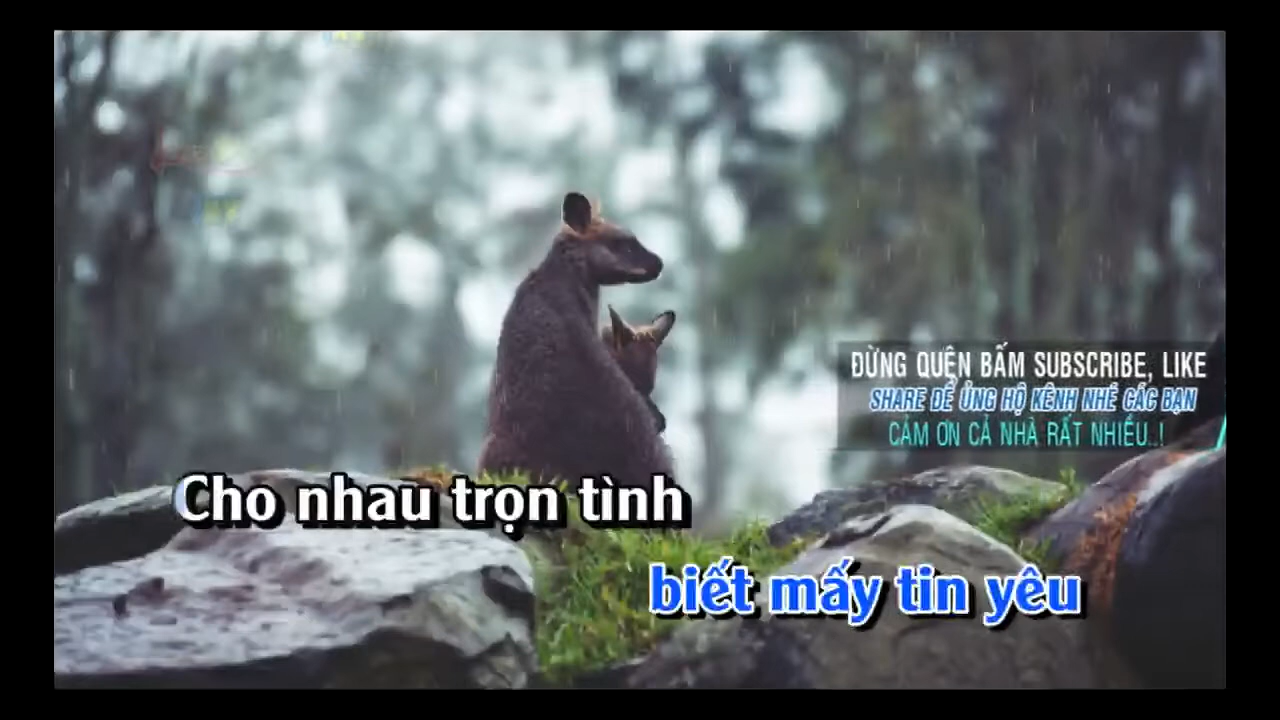 ĐỪNG QUÊN BẤM SUBSCRIBE, LIKE
SHARE ĐỂ ỦNG HỘ KÊNH NHÉ CÁC BẠN
CẢM ƠN CẢ NHÀ RẤT NHIỀU..!
Cho nhau trọn tình
biết mấy tin yêu